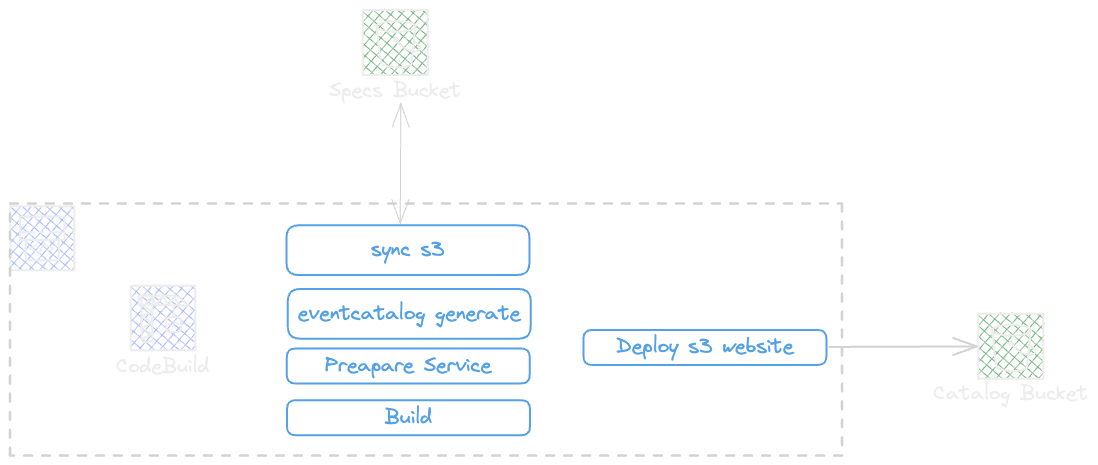 Specs Bucket
sync s3
eventcatalog generate
CodeBuild
Preapare Service
Deploy s3 website
Build
Catalog Bucket